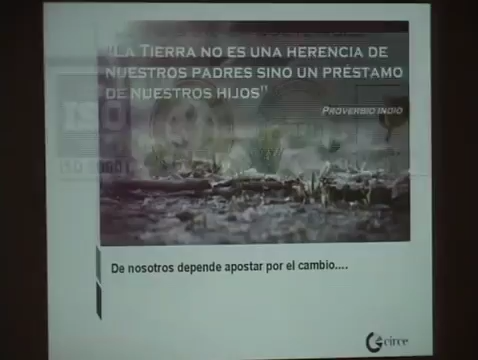 "LA TIERRA NO ES UNA HERENCIA DE
NUESTROS PADRES SINO UN PRÉSTAMO
DE NUESTROS HIJOS"
PROVERBIO INDIO
ISO
De nosotros depende apostar por el cambio....
circe